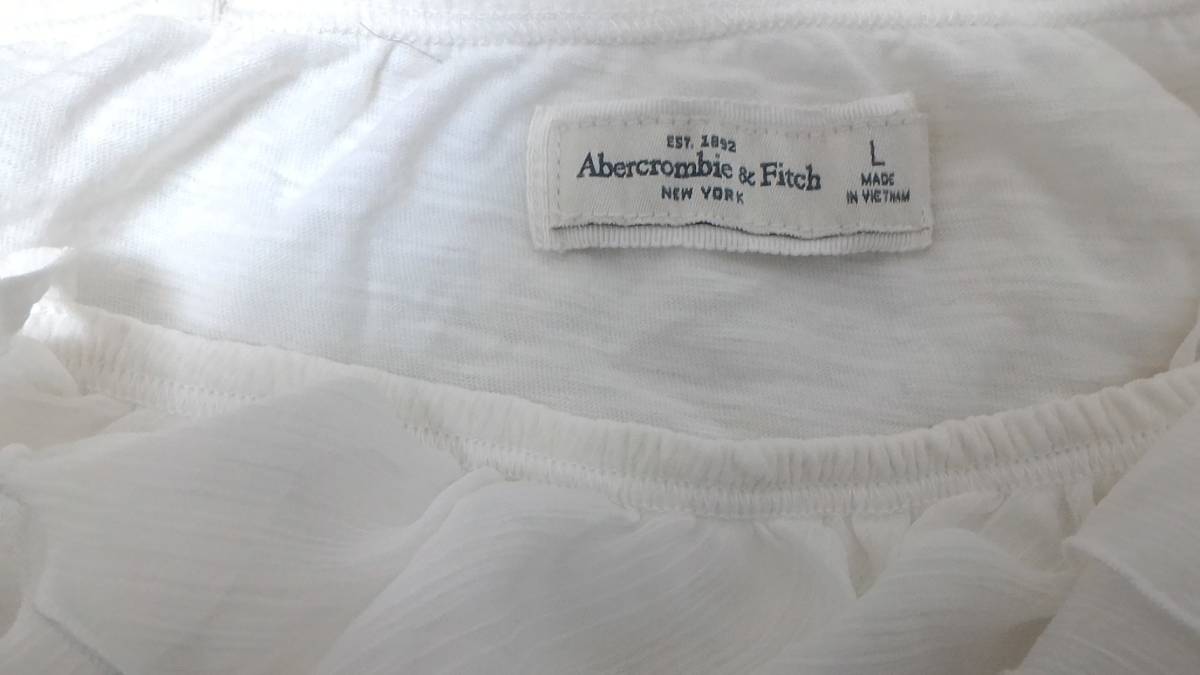 EST. 1892
Abercrombie & Fitch
NEW YORK
L
MADE
IN VIETNAM